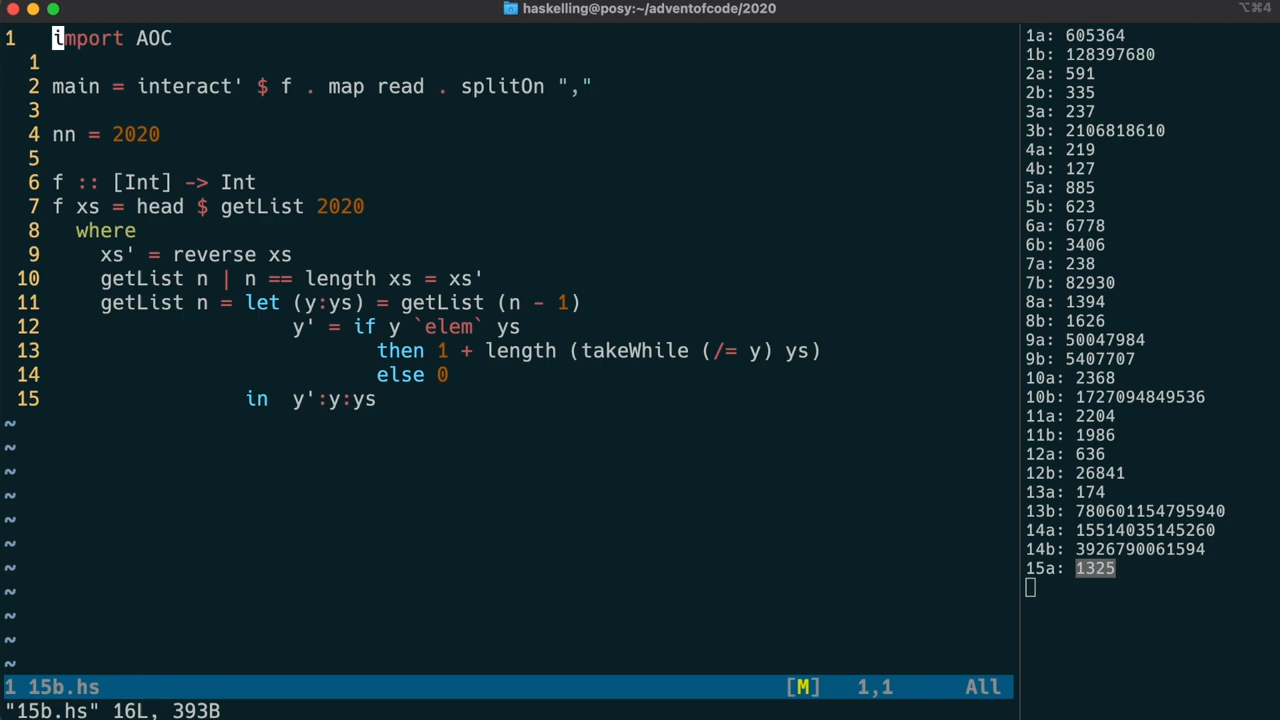 haskelling@posy:~/adventofcode/2020
⌥⌘4
1 import AOC
1
2 main = interact' $ f . map read . splitOn ","
3
4 nn = 2020
5
6 f :: [Int] -> Int
7 f xs = head $ getList 2020
8 where
9 xs' = reverse xs
10 getList n | n == length xs = xs'
11 getList n = let (y:ys) = getList (n - 1)
12 y' = if y `elem` ys
13 then 1 + length (takeWhile (/= y) ys)
14 else 0
15 in y':y:ys
~
~
~
~
~
~
~
~
~
~
~
1 15b.hs [M] 1,1 All
"15b.hs" 16L, 393B
1a: 605364
1b: 128397680
2a: 591
2b: 335
3a: 237
3b: 2106818610
4a: 219
4b: 127
5a: 885
5b: 623
6a: 6778
6b: 3406
7a: 238
7b: 82930
8a: 1394
8b: 1626
9a: 50047984
9b: 5407707
10a: 2368
10b: 1727094849536
11a: 2204
11b: 1986
12a: 636
12b: 26841
13a: 174
13b: 780601154795940
14a: 15514035145260
14b: 3926790061594
15a: 1325